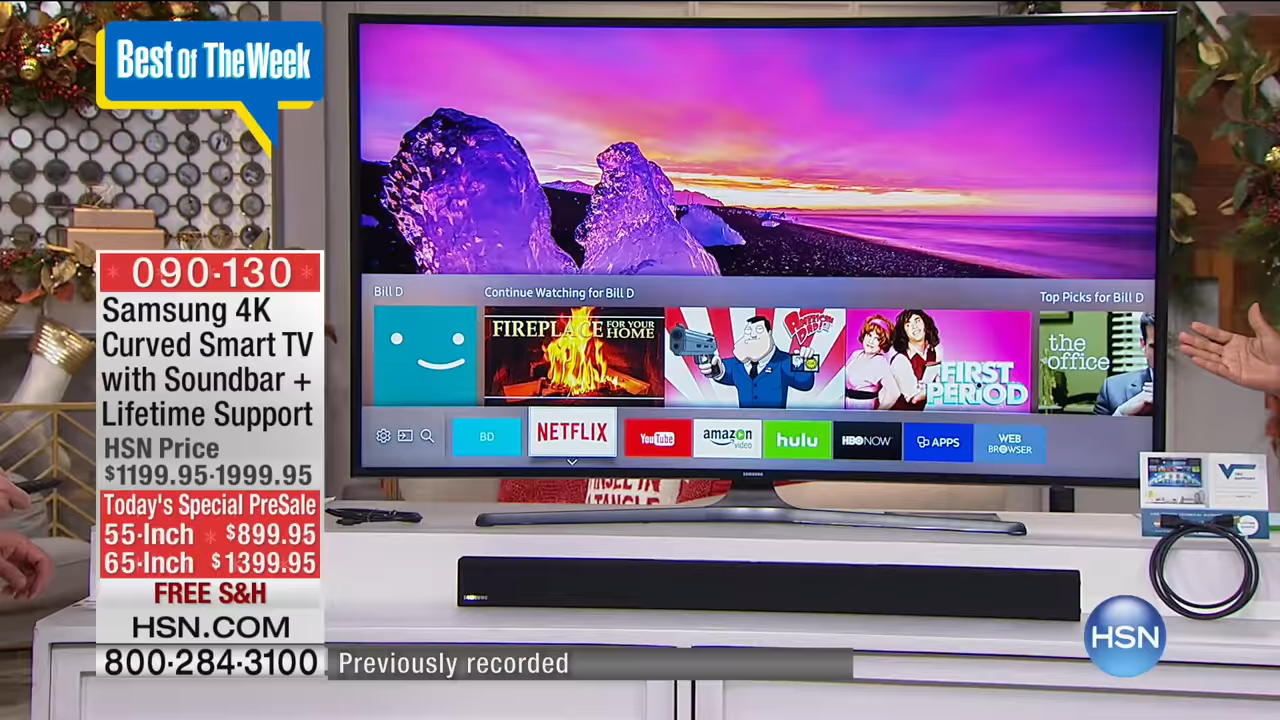 Best of The Week
090-130
Samsung 4K
Curved Smart TV
with Soundbar +
Lifetime Support
HSN Price
$1199.95-1999.95
Today's Special PreSale
55-Inch * $899.95
65-Inch $1399.95
FREE S&H
HSN.COM
800-284-3100
Previously recorded
HSN
Bill D
Continue Watching for Bill D
Top Picks for Bill D
FIREPLACE FOR YOUR HOME
AMERICAN DAD!
FIRST PERIOD
the office
BD
NETFLIX
YouTube
amazon video
hulu
HBO NOW
APPS
WEB BROWSER
SAMSUNG
SAMSUNG